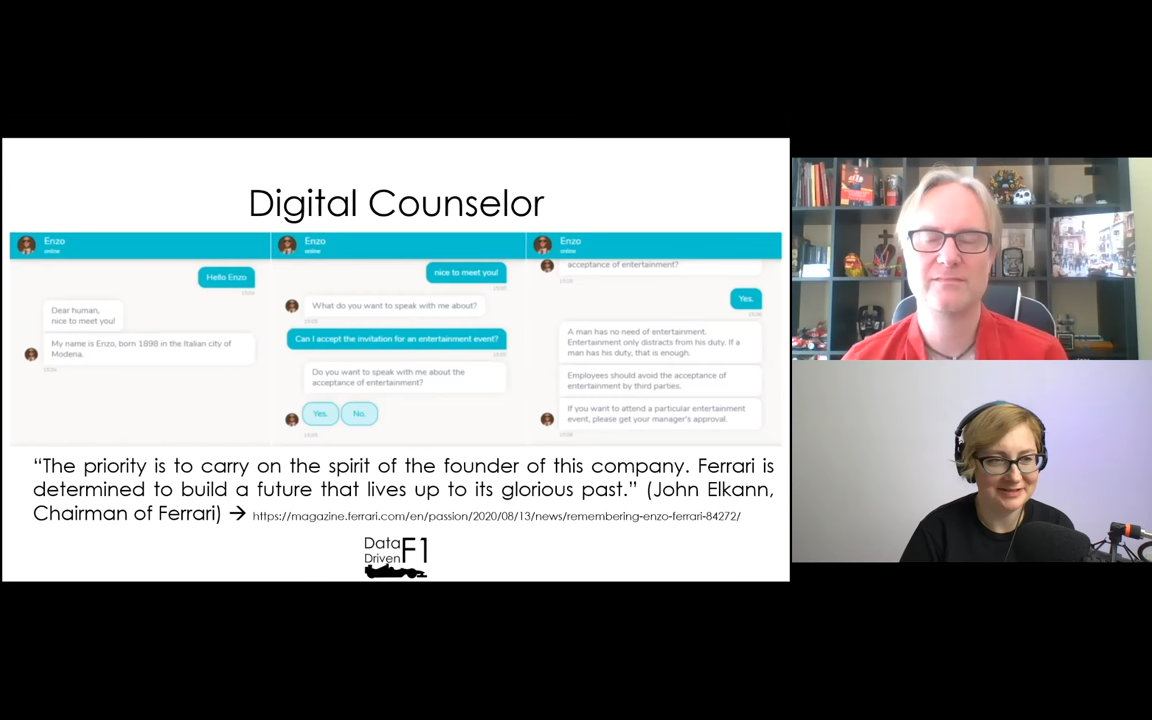 Digital Counselor
Enzo
online
Hello Enzo
Dear human,
nice to meet you!
My name is Enzo, born 1898 in the Italian city of
Modena.
Enzo
online
nice to meet you!
What do you want to speak with me about?
Can I accept the invitation for an entertainment event?
Do you want to speak with me about the
acceptance of entertainment?
Yes.
No.
Enzo
online
acceptance of entertainment?
Yes.
A man has no need of entertainment.
Entertainment only distracts from his duty. If a
man has his duty, that is enough.
Employees should avoid the acceptance of
entertainment by third parties.
If you want to attend a particular entertainment
event, please get your manager's approval.
“The priority is to carry on the spirit of the founder of this company. Ferrari is
determined to build a future that lives up to its glorious past.” (John Elkann,
Chairman of Ferrari) → https://magazine.ferrari.com/en/passion/2020/08/13/news/remembering-enzo-ferrari-84272/
Data
Driven
F1